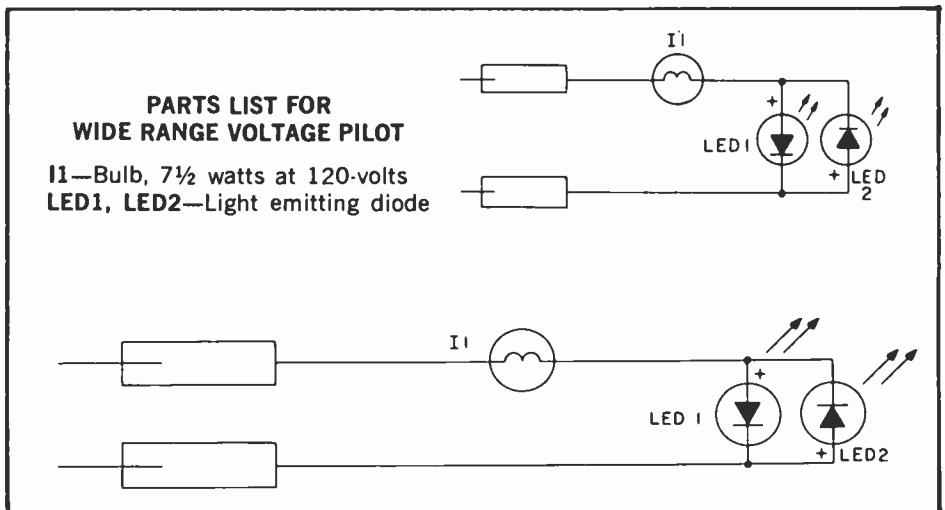 PARTS LIST FOR
WIDE RANGE VOLTAGE PILOT
I1—Bulb, 7½ watts at 120-volts
LED1, LED2—Light emitting diode
I1
+
LED1
+ LED
2
I1
+
LED 1
+ LED2